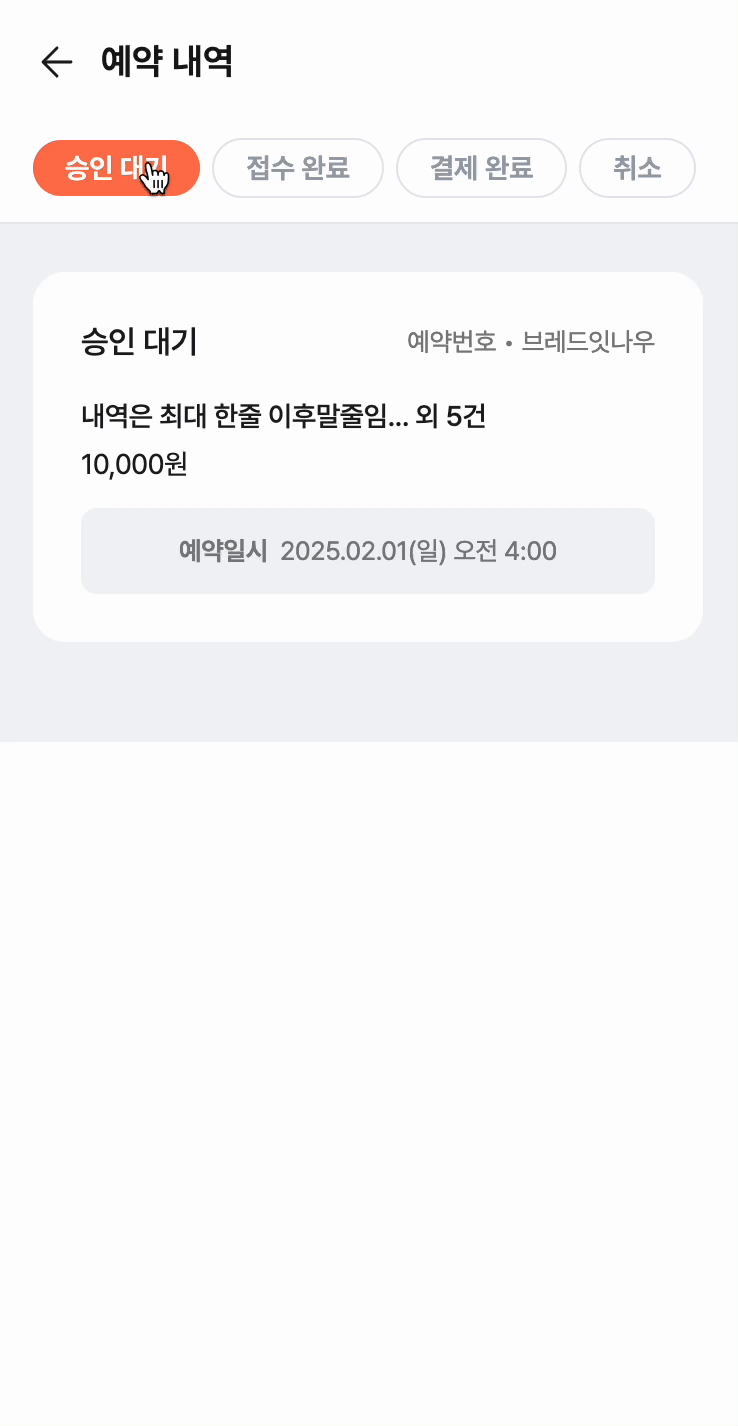 예약 내역
승인 대기 접수 완료 결제 완료 취소
승인 대기 예약번호 • 브레드잇나우
내역은 최대 한줄 이후말줄임... 외 5건
10,000원
예약일시 2025.02.01(일) 오전 4:00